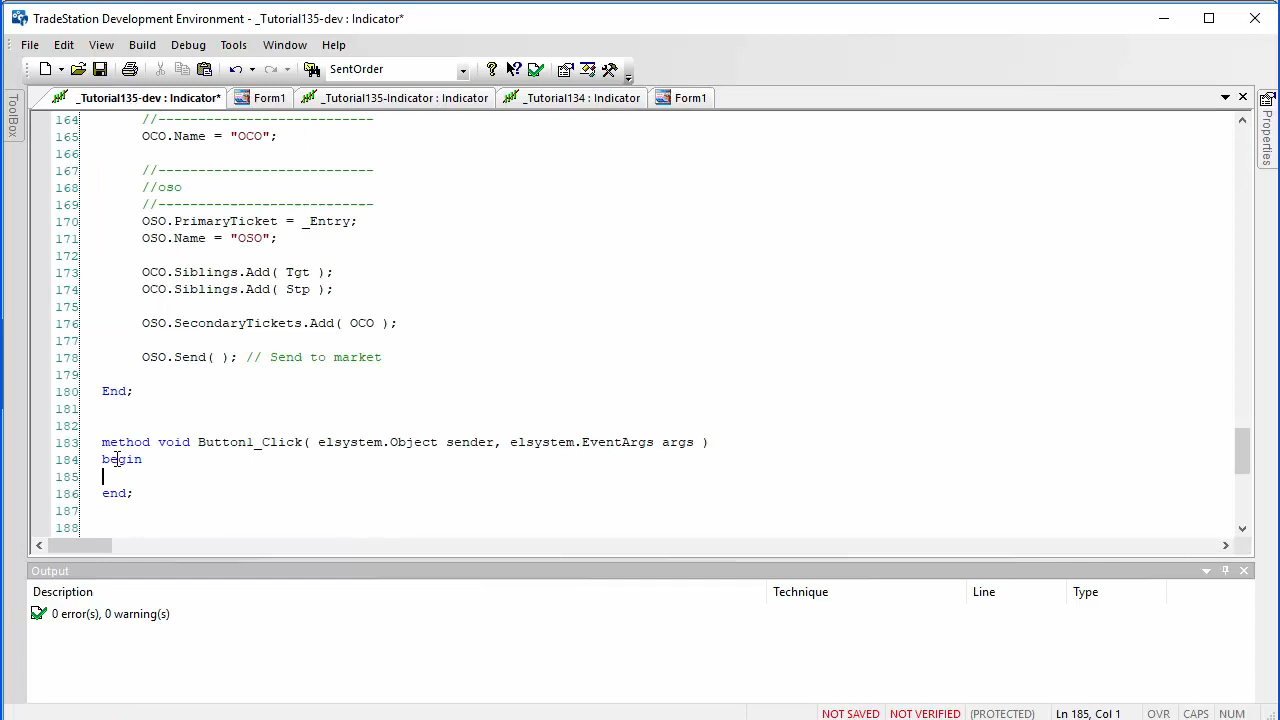 TradeStation Development Environment - _Tutorial135-dev : Indicator*
File Edit View Build Debug Tools Window Help
SentOrder
_Tutorial135-dev : Indicator* Form1 _Tutorial135-Indicator : Indicator _Tutorial134 : Indicator Form1
ToolBox
Properties
164 //---------------------------
165 OCO.Name = "OCO";
166
167 //---------------------------
168 //oso
169 //---------------------------
170 OSO.PrimaryTicket = _Entry;
171 OSO.Name = "OSO";
172
173 OCO.Siblings.Add( Tgt );
174 OCO.Siblings.Add( Stp );
175
176 OSO.SecondaryTickets.Add( OCO );
177
178 OSO.Send( ); // Send to market
179
180 End;
181
182
183 method void Button1_Click( elsystem.Object sender, elsystem.EventArgs args )
184 begin
185
186 end;
187
188
Output
Description Technique Line Type
0 error(s), 0 warning(s)
NOT SAVED NOT VERIFIED (PROTECTED) Ln 185, Col 1 OVR CAPS NUM